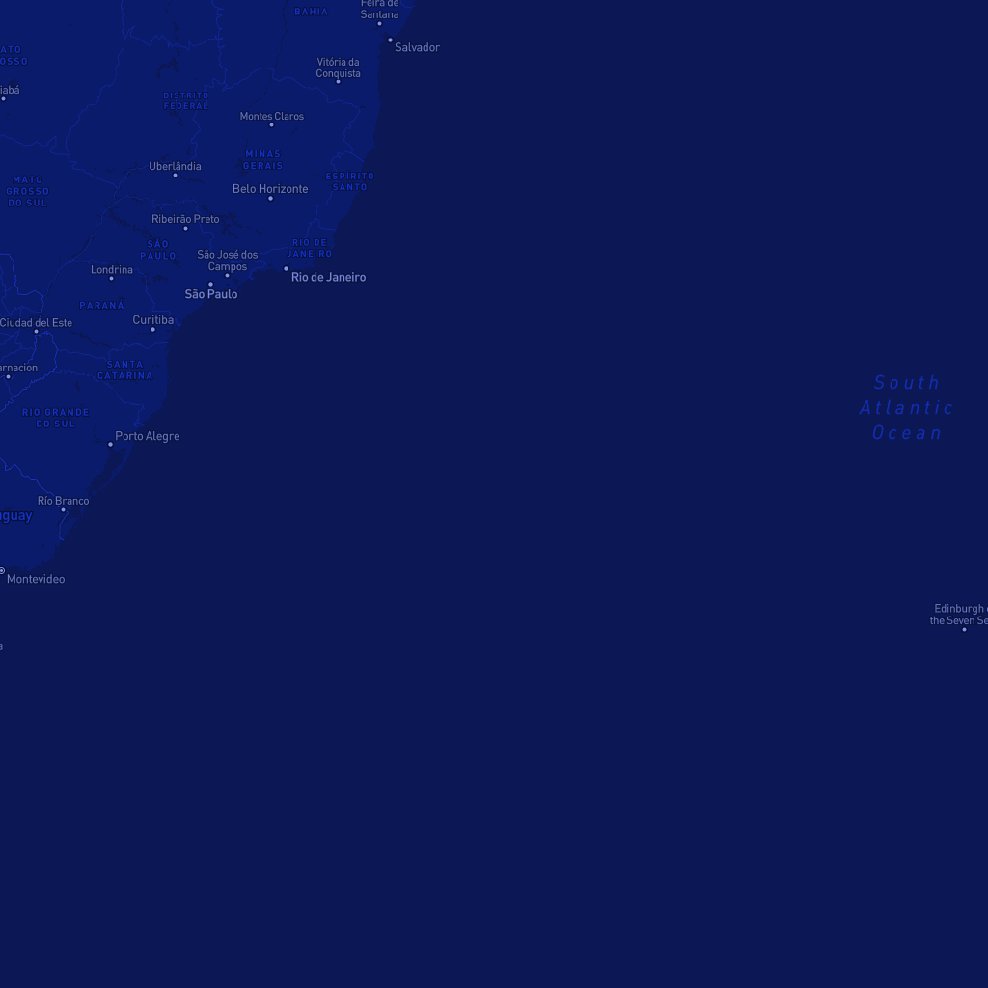 Feira de
Santana
BAHIA
Salvador
ATO
OSSO
Vitória da
Conquista
iabá
DISTRITO
FEDERAL
Montes Claros
MINAS
GERAIS
Uberlândia
ESPÍRITO
SANTO
MATO
GROSSO
DO SUL
Belo Horizonte
Ribeirão Preto
SÃO
PAULO
RIO DE
JANEIRO
São José dos
Campos
Londrina
Rio de Janeiro
São Paulo
PARANÁ
Ciudad del Este
Curitiba
SANTA
CATARINA
arnación
South
Atlantic
Ocean
RIO GRANDE
DO SUL
Porto Alegre
Río Branco
guay
Montevideo
Edinburgh
the Seven Se
a